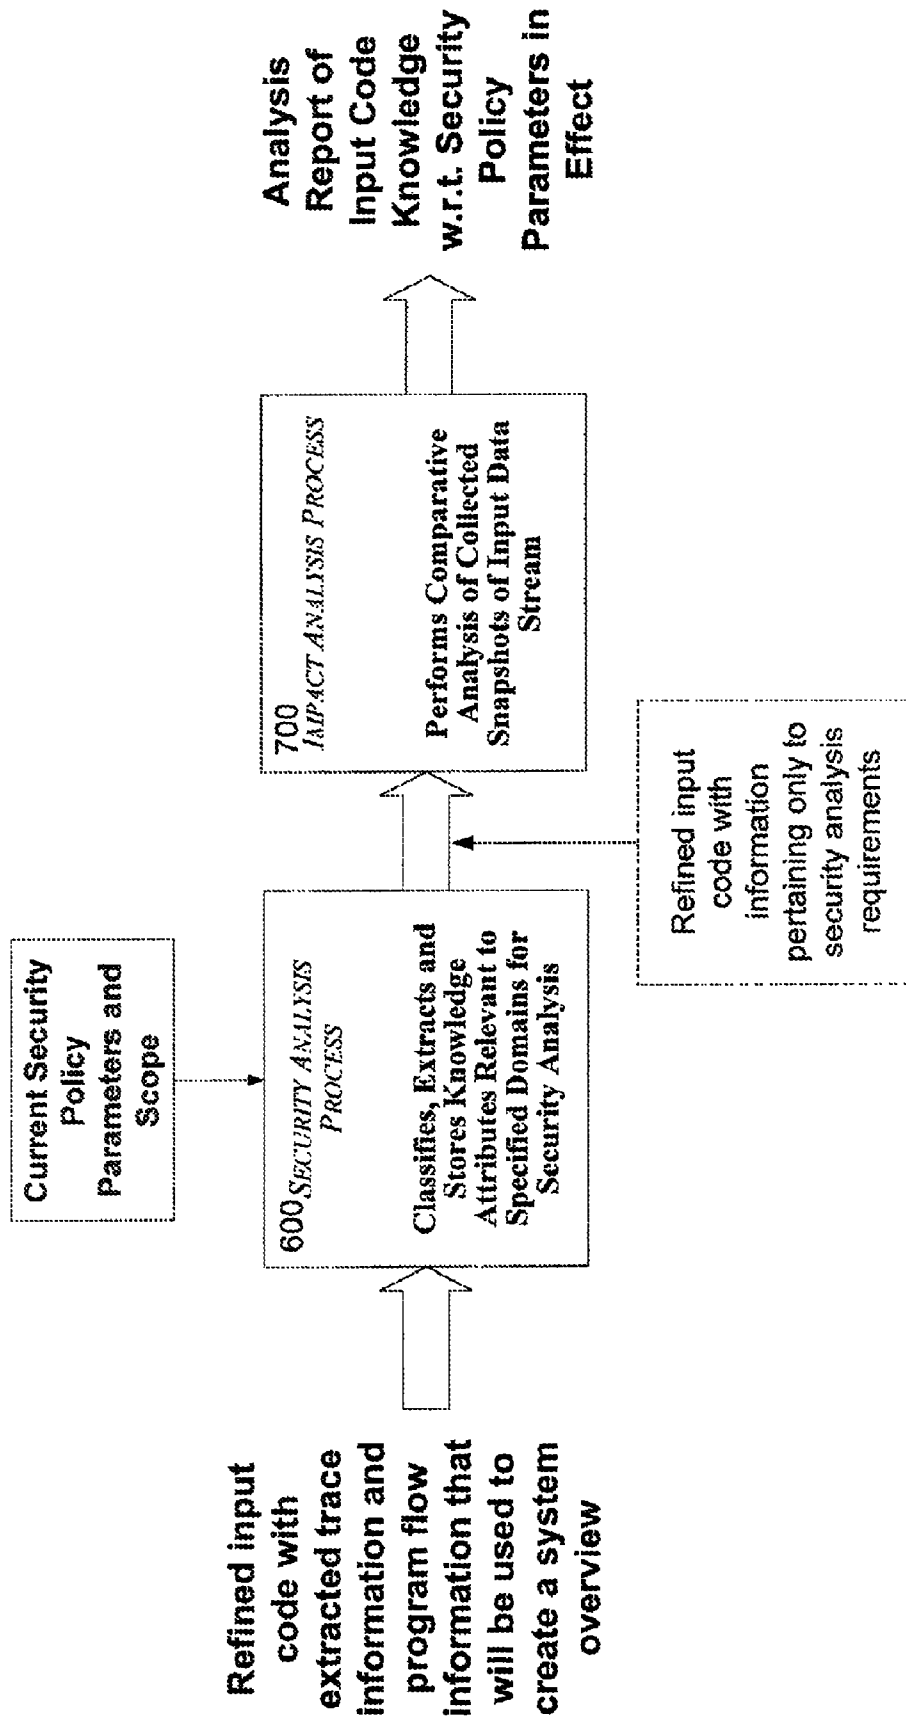 Current Security
Policy
Parameters and
Scope
Refined input
code with
extracted trace
information and
program flow
information that
will be used to
create a system
overview
600 SECURITY ANALYSIS
PROCESS
Classifies, Extracts and
Stores Knowledge
Attributes Relevant to
Specified Domains for
Security Analysis
700
IMPACT ANALYSIS PROCESS
Performs Comparative
Analysis of Collected
Snapshots of Input Data
Stream
Analysis
Report of
Input Code
Knowledge
w.r.t. Security
Policy
Parameters in
Effect
Refined input
code with
information
pertaining only to
security analysis
requirements